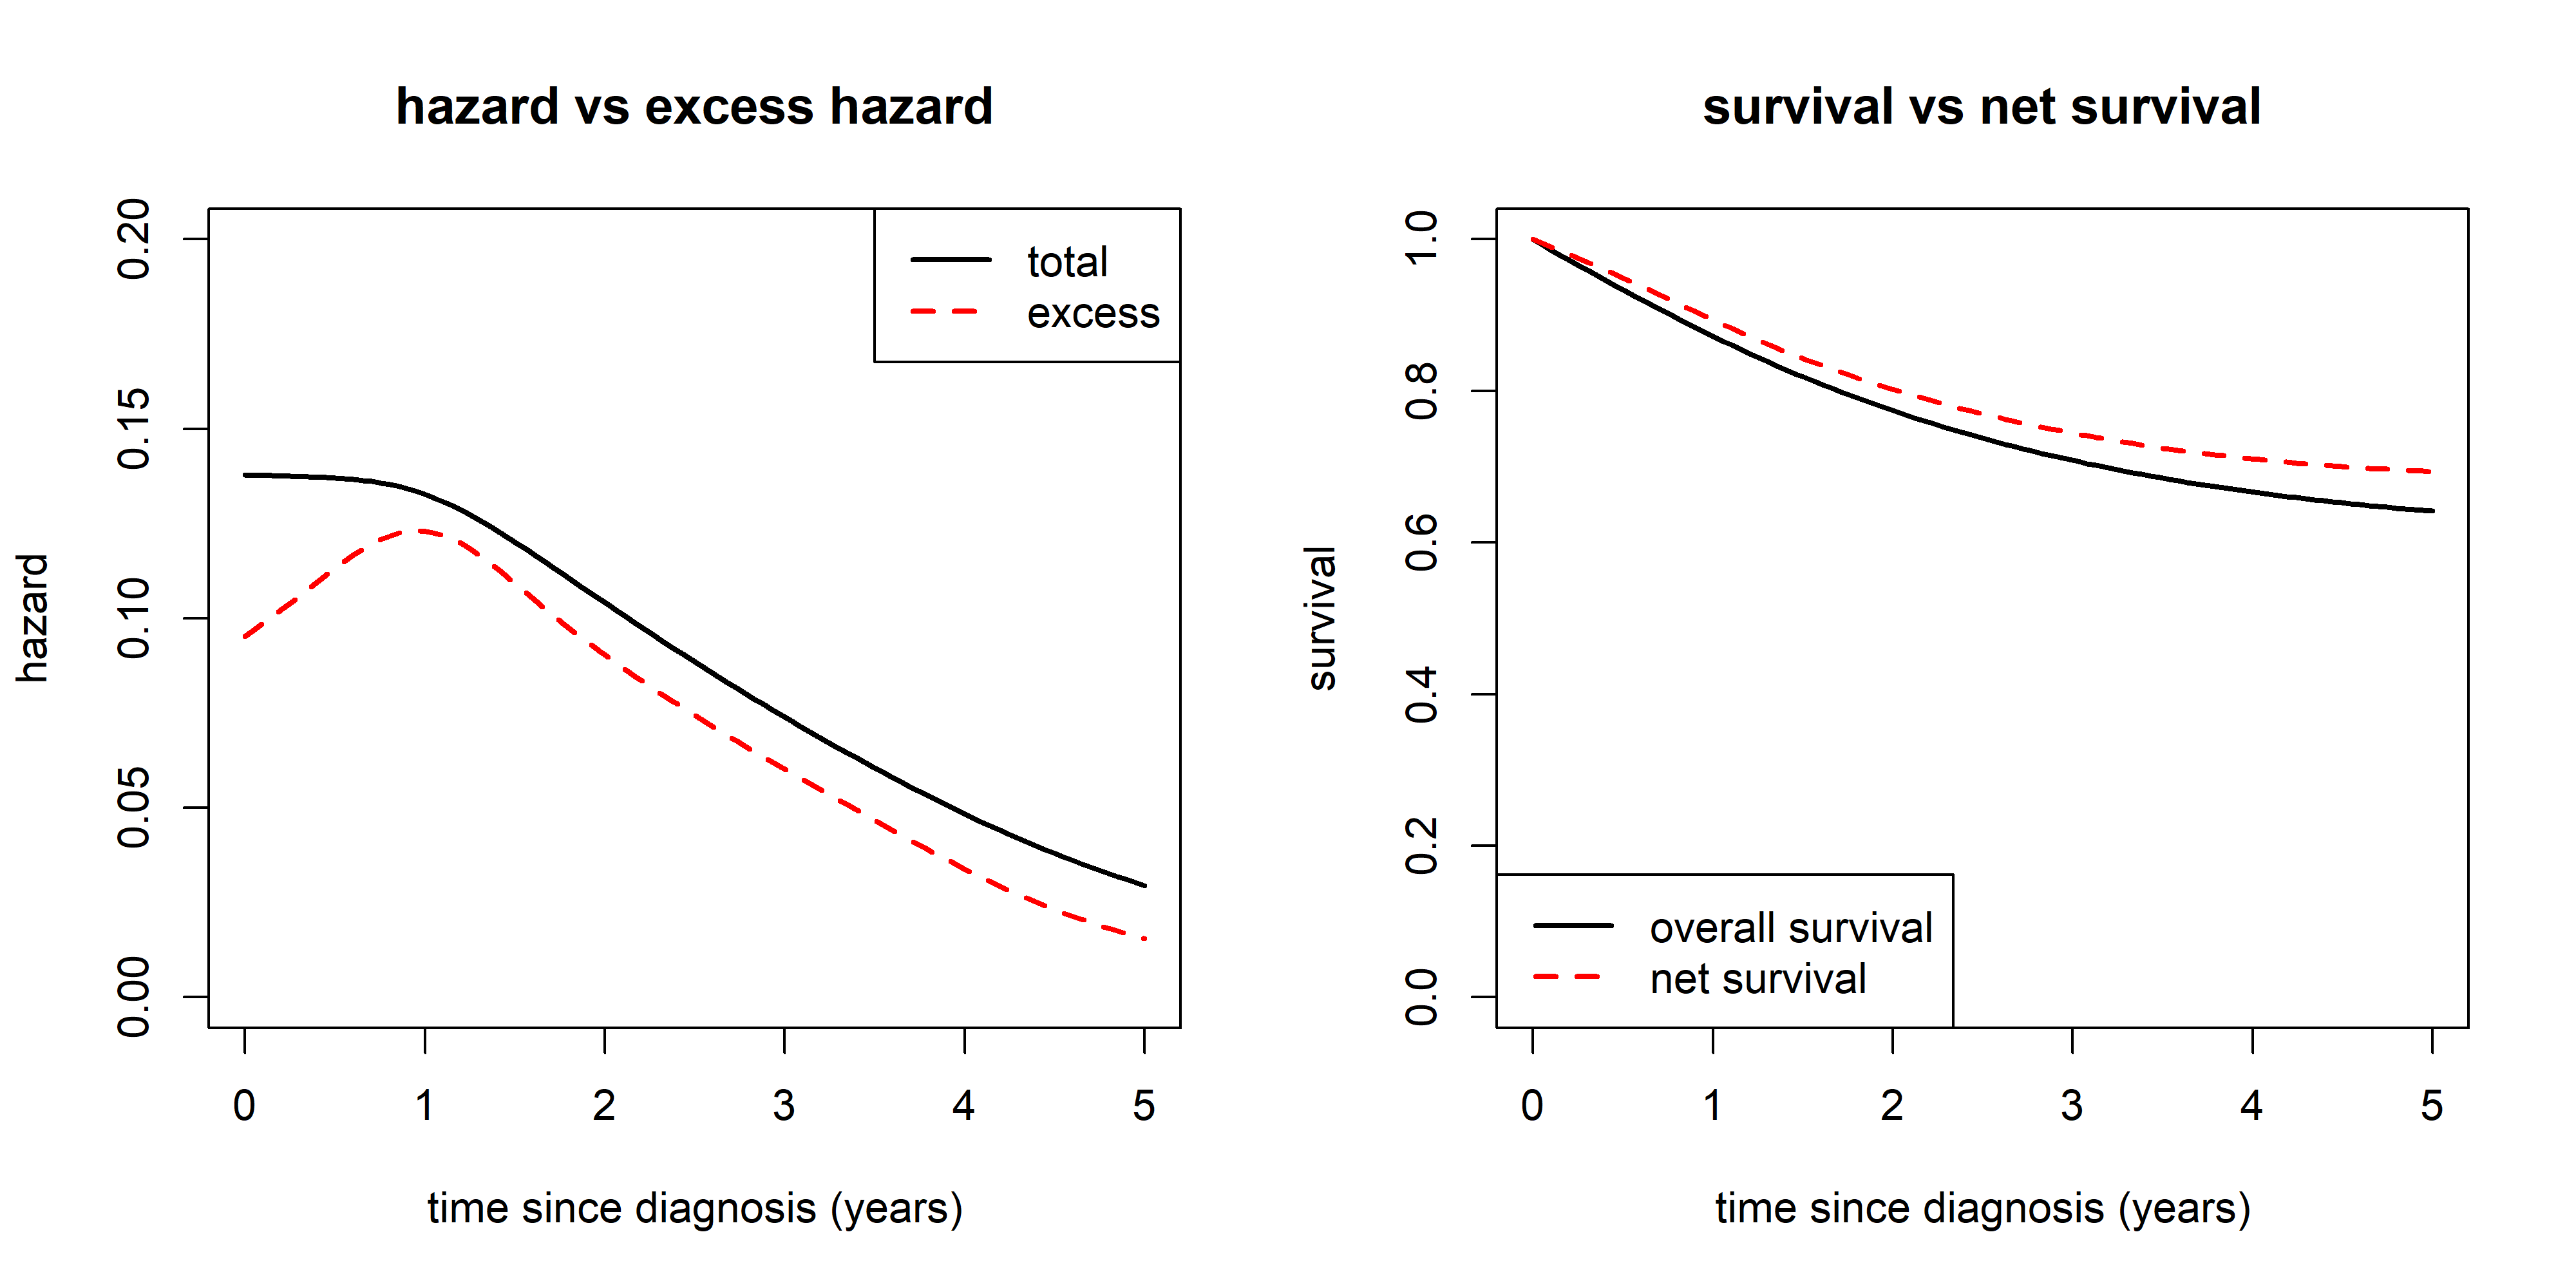 hazard vs excess hazard
total
excess
hazard
0.20
0.15
0.10
0.05
0.00
0 1 2 3 4 5
time since diagnosis (years)
survival vs net survival
survival
1.0
0.8
0.6
0.4
0.2
0.0
overall survival
net survival
0 1 2 3 4 5
time since diagnosis (years)